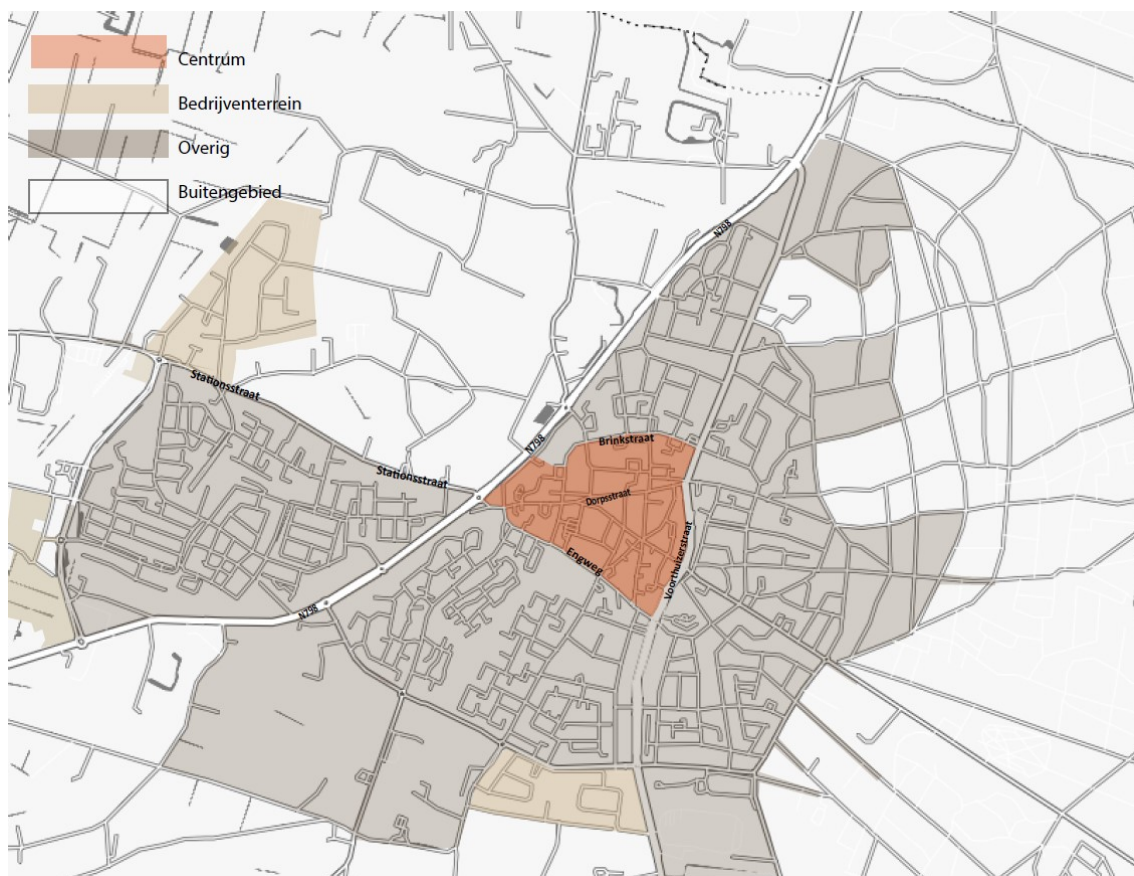 Centrum
Bedrijventerrein
Overig
Buitengebied
N798
Stationsstraat
Brinkstraat
N798
Stationsstraat
Dorpsstraat
Engweg
Voorthuizerstraat
N798